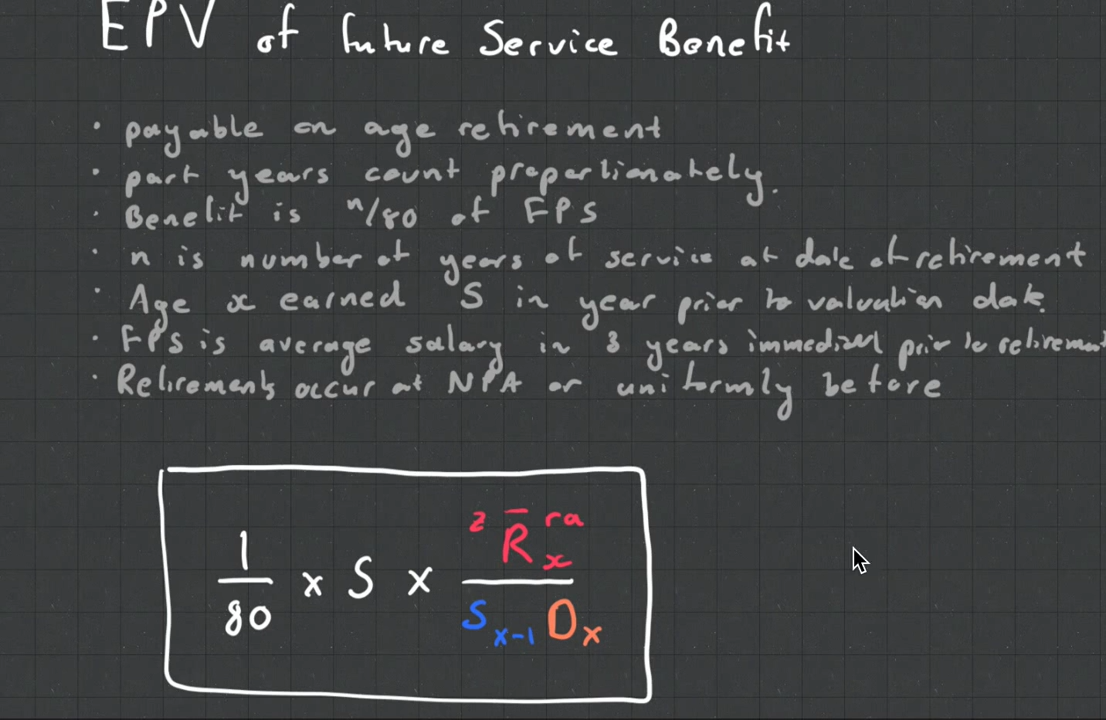 EPV of future Service Benefit
· payable on age retirement
· part years count proportionately.
· Benefit is n/80 of FPS
· n is number of years of service at date of retirement
· Age x earned S in year prior to valuation date.
· FPS is average salary in 3 years immediatl prior to retirement
· Retirements occur at NPA or uniformly before
1/80 x S x z R̄ ra x / S x-1 D x